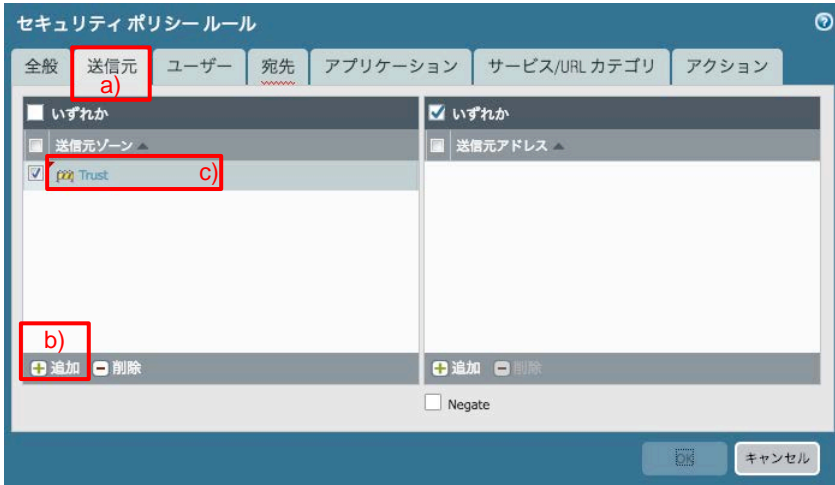 セキュリティ ポリシー ルール
全般 送信元 ユーザー 宛先 アプリケーション サービス/URL カテゴリ アクション
a)
いずれか いずれか
送信元ゾーン 送信元アドレス
Trust c)
b)
追加 削除 追加 削除
Negate
OK キャンセル